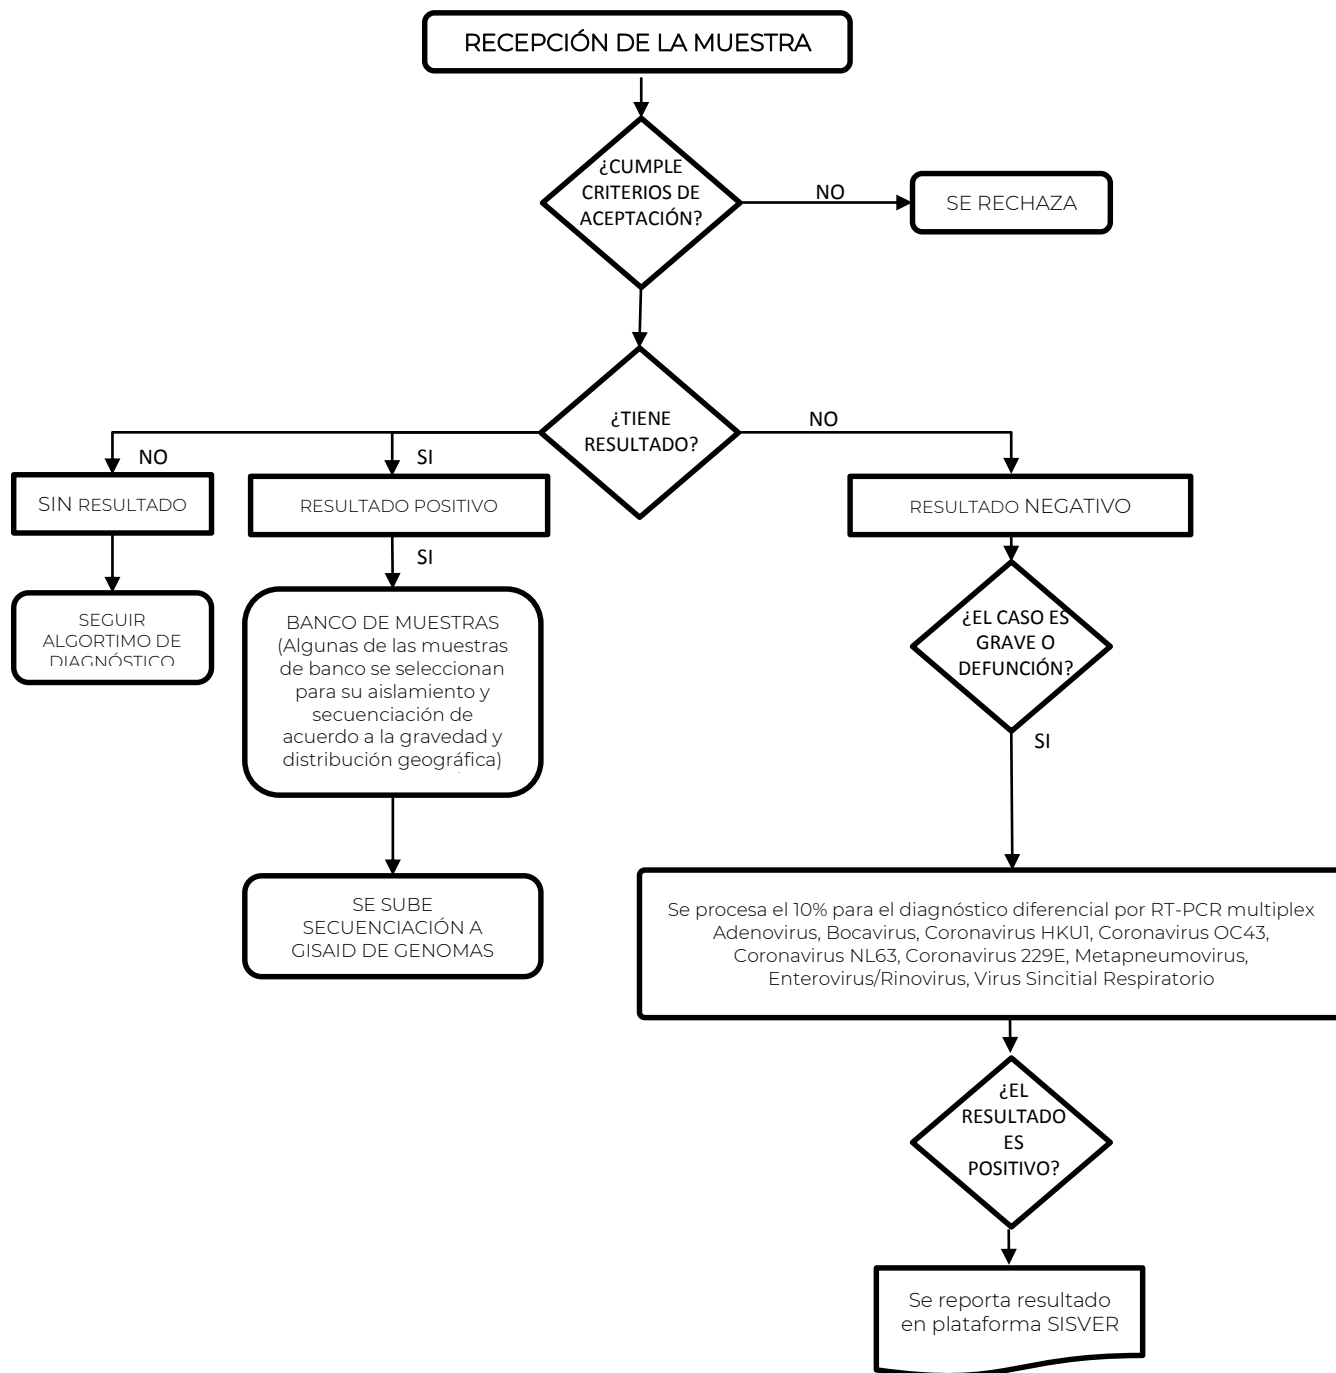 RECEPCIÓN DE LA MUESTRA
¿CUMPLE
CRITERIOS DE
ACEPTACIÓN?
NO
SE RECHAZA
¿TIENE
RESULTADO?
NO
NO
SI
SIN RESULTADO
RESULTADO POSITIVO
RESULTADO NEGATIVO
SI
SEGUIR
ALGORTIMO DE
DIAGNÓSTICO
BANCO DE MUESTRAS
(Algunas de las muestras
de banco se seleccionan
para su aislamiento y
secuenciación de
acuerdo a la gravedad y
distribución geográfica)
¿EL CASO ES
GRAVE O
DEFUNCIÓN?
SI
SE SUBE
SECUENCIACIÓN A
GISAID DE GENOMAS
Se procesa el 10% para el diagnóstico diferencial por RT-PCR multiplex
Adenovirus, Bocavirus, Coronavirus HKU1, Coronavirus OC43,
Coronavirus NL63, Coronavirus 229E, Metapneumovirus,
Enterovirus/Rinovirus, Virus Sincitial Respiratorio
¿EL
RESULTADO
ES
POSITIVO?
Se reporta resultado
en plataforma SISVER